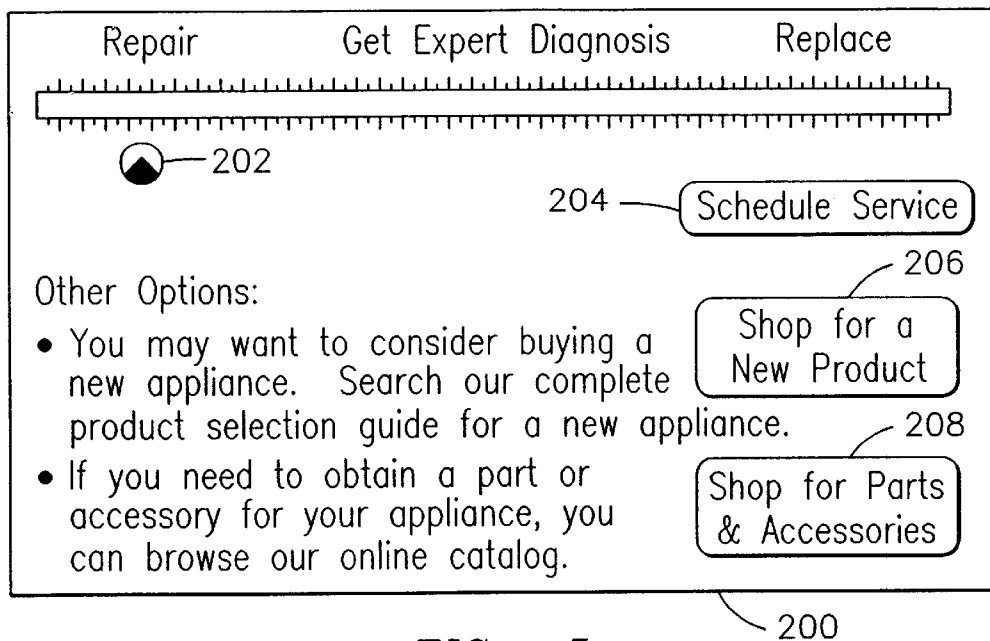 Repair Get Expert Diagnosis Replace
202
204 Schedule Service
206
Other Options:
Shop for a
New Product
• You may want to consider buying a
new appliance. Search our complete
product selection guide for a new appliance.
208
• If you need to obtain a part or
accessory for your appliance, you
can browse our online catalog.
Shop for Parts
& Accessories
200